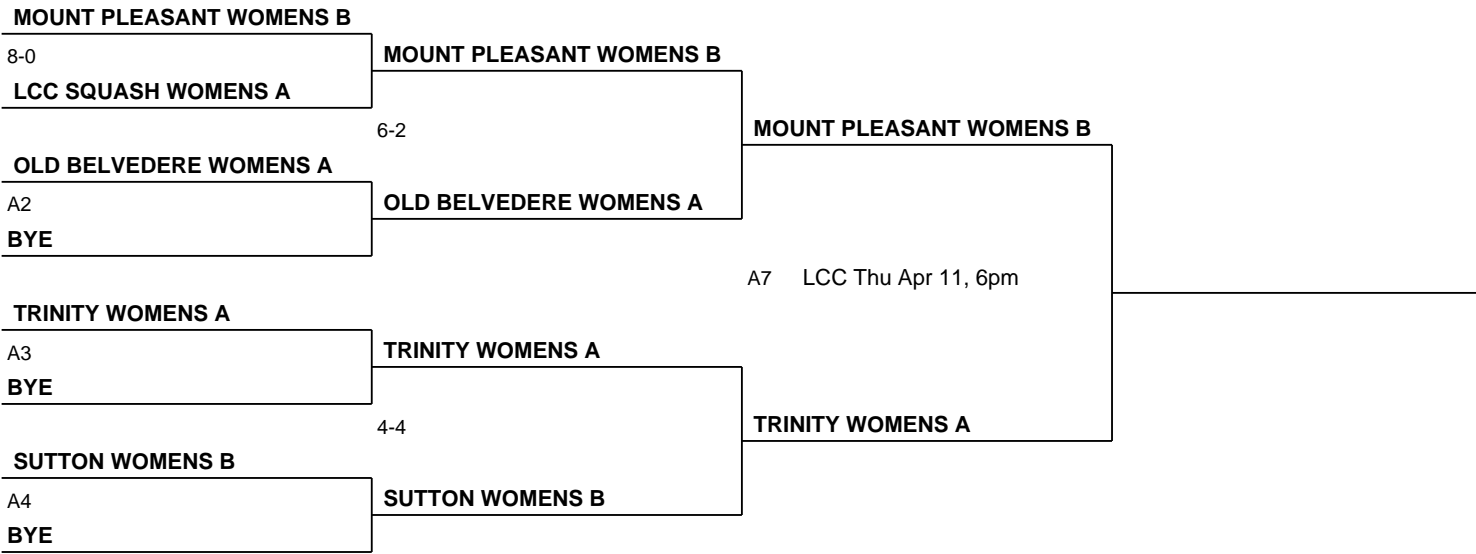 MOUNT PLEASANT WOMENS B
8-0
LCC SQUASH WOMENS A
OLD BELVEDERE WOMENS A
A2
BYE
TRINITY WOMENS A
A3
BYE
SUTTON WOMENS B
A4
BYE
MOUNT PLEASANT WOMENS B
6-2
OLD BELVEDERE WOMENS A
TRINITY WOMENS A
4-4
SUTTON WOMENS B
MOUNT PLEASANT WOMENS B
A7 LCC Thu Apr 11, 6pm
TRINITY WOMENS A